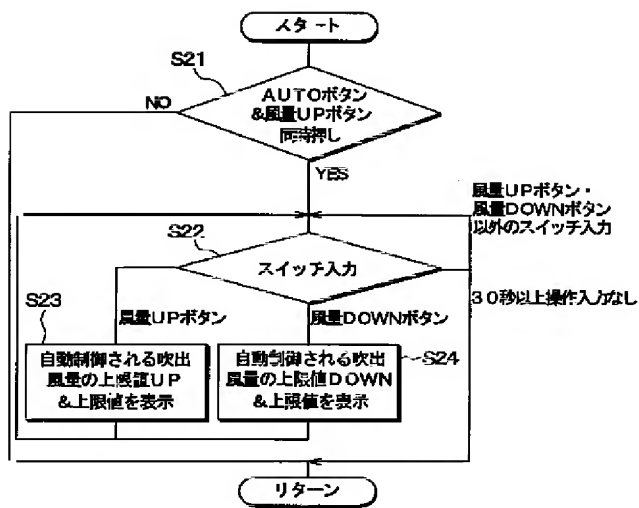 スタート
S21
AUTOボタン
&風量UPボタン
同時押し
NO
YES
風量UPボタン・
風量DOWNボタン
以外のスイッチ入力
S22
スイッチ入力
30秒以上操作入力なし
S23
風量UPボタン
風量DOWNボタン
自動制御される吹出
風量の上限値UP
&上限値を表示
自動制御される吹出
風量の上限値DOWN
&上限値を表示
S24
リターン